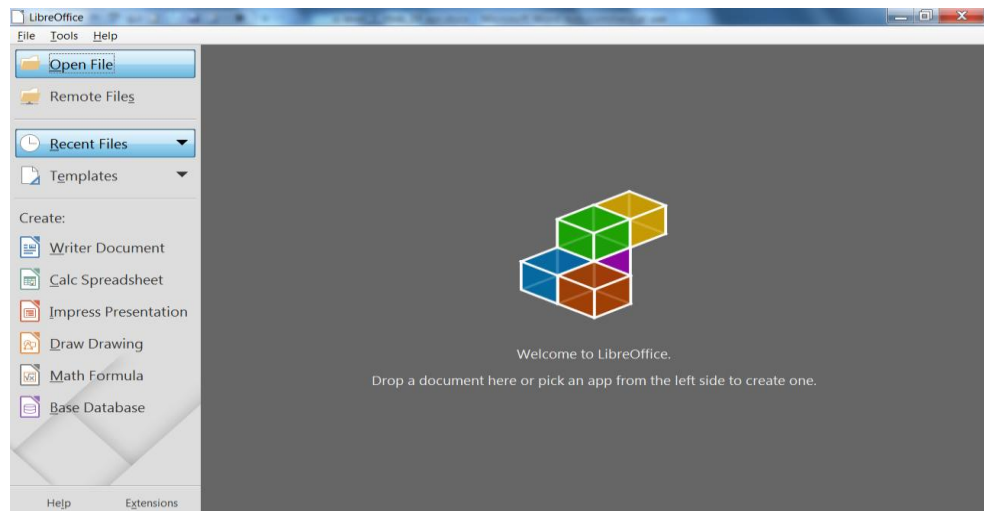 LibreOffice
File Tools Help
Open File
Remote Files
Recent Files
Templates
Create:
Writer Document
Calc Spreadsheet
Impress Presentation
Draw Drawing
Math Formula
Base Database
Help Extensions
Welcome to LibreOffice.
Drop a document here or pick an app from the left side to create one.